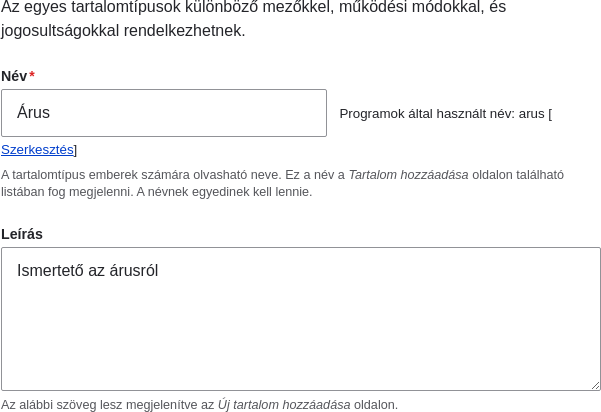 Az egyes tartalomtípusok különböző mezőkkel, működési módokkal, és
jogosultságokkal rendelkezhetnek.
Név*
Árus
Programok által használt név: arus [
Szerkesztés]
A tartalomtípus emberek számára olvasható neve. Ez a név a Tartalom hozzáadása oldalon található
listában fog megjelenni. A névnek egyedinek kell lennie.
Leírás
Ismertető az árusról
Az alábbi szöveg lesz megjelenítve az Új tartalom hozzáadása oldalon.